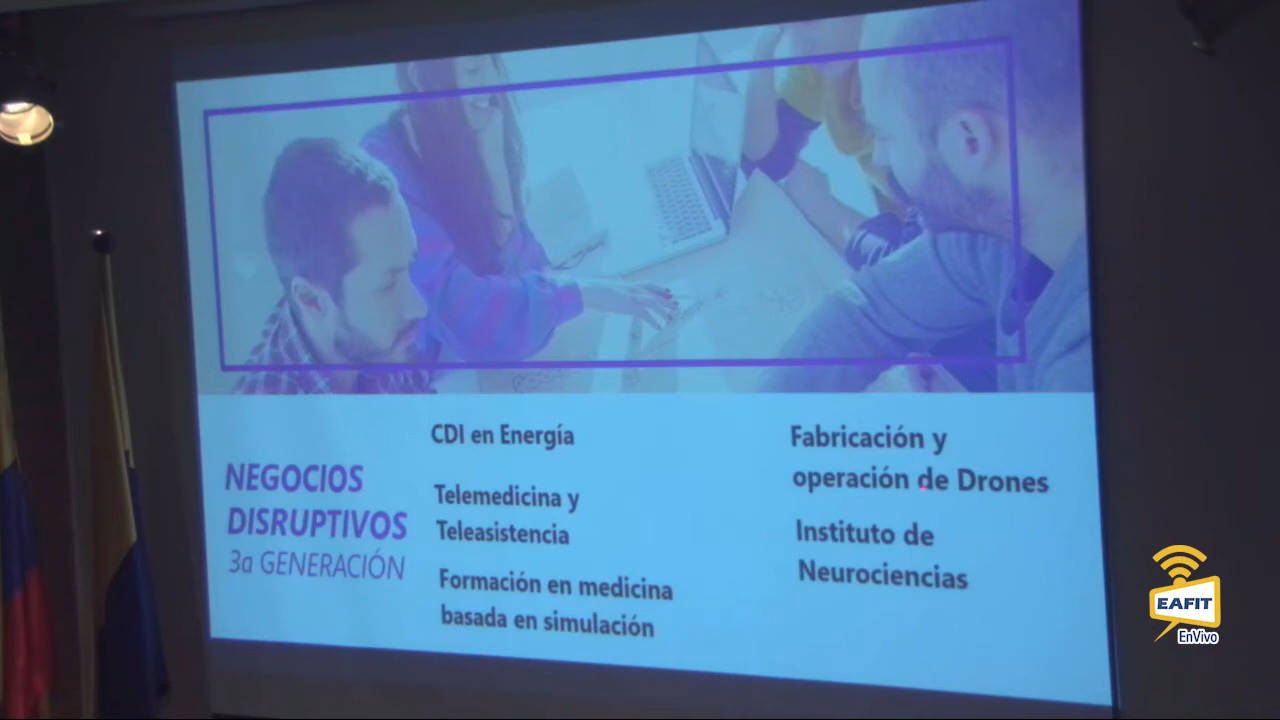 NEGOCIOS
DISRUPTIVOS
3a GENERACIÓN
CDI en Energía
Telemedicina y
Teleasistencia
Formación en medicina
basada en simulación
Fabricación y
operación de Drones
Instituto de
Neurociencias
EAFIT
EnVivo